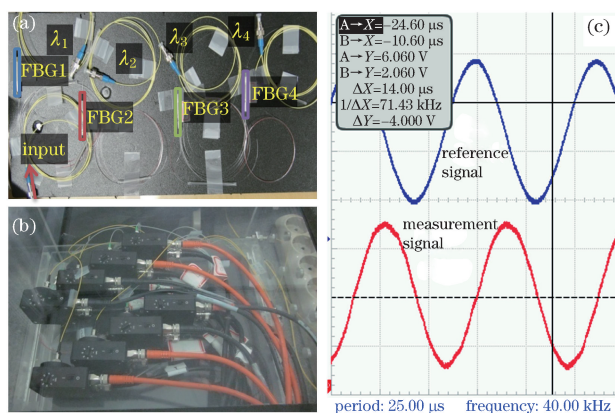 (a)
λ1
λ2
λ3
λ4
FBG1
FBG2
FBG3
FBG4
input
(b)
(c)
A→X=−24.60 μs
B→X=−10.60 μs
A→Y=6.060 V
B→Y=2.060 V
ΔX=14.00 μs
1/ΔX=71.43 kHz
ΔY=−4.000 V
reference
signal
measurement
signal
period: 25.00 μs frequency: 40.00 kHz